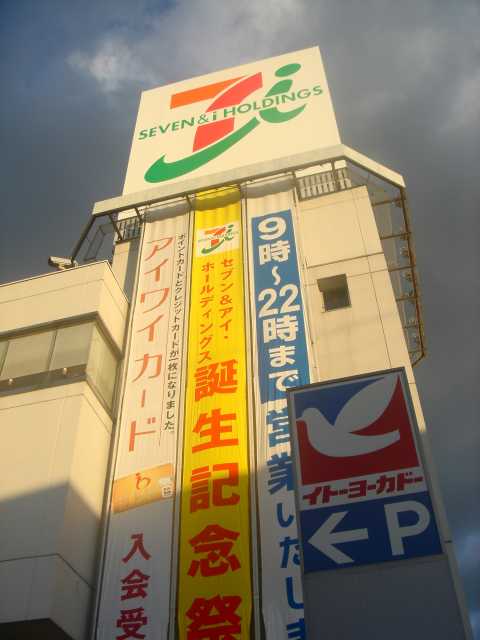 SEVEN & i HOLDINGS
9時～22時まで営業いたしま
セブン&アイ・
ホールディングス
誕生記念祭
ポイントカードとクレジットカードが一枚になりました。
アイワイカード
入会受
イトーヨーカドー
←P